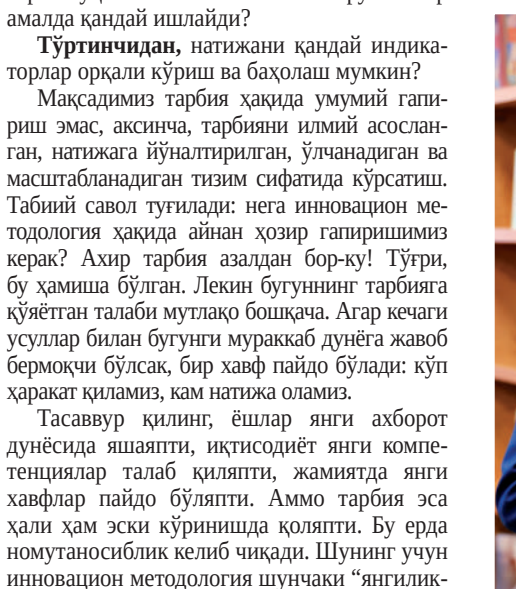 амалда қандай ишлайди?
Тўртинчидан, натижани қандай индика-
торлар орқали кўриш ва баҳолаш мумкин?
Мақсадимиз тарбия ҳақида умумий гапи-
риш эмас, аксинча, тарбияни илмий асослан-
ган, натижага йўналтирилган, ўлчанадиган ва
масштабланадиган тизим сифатида кўрсатиш.
Табиий савол туғилади: нега инновацион ме-
тодология ҳақида айнан ҳозир гапиришимиз
керак? Ахир тарбия азалдан бор-ку! Тўғри,
бу ҳамиша бўлган. Лекин бугуннинг тарбияга
қўяётган талаби мутлақо бошқача. Агар кечаги
усуллар билан бугунги мураккаб дунёга жавоб
бермоқчи бўлсак, бир хавф пайдо бўлади: кўп
ҳаракат қиламиз, кам натижа оламиз.
Тасаввур қилинг, ёшлар янги ахборот
дунёсида яшаяпти, иқтисодиёт янги компе-
тенциялар талаб қиляпти, жамиятда янги
хавфлар пайдо бўляпти. Аммо тарбия эса
ҳали ҳам эски кўринишда қоляпти. Бу ерда
номутаносиблик келиб чиқади. Шунинг учун
инновацион методология шунчаки “янгилик-